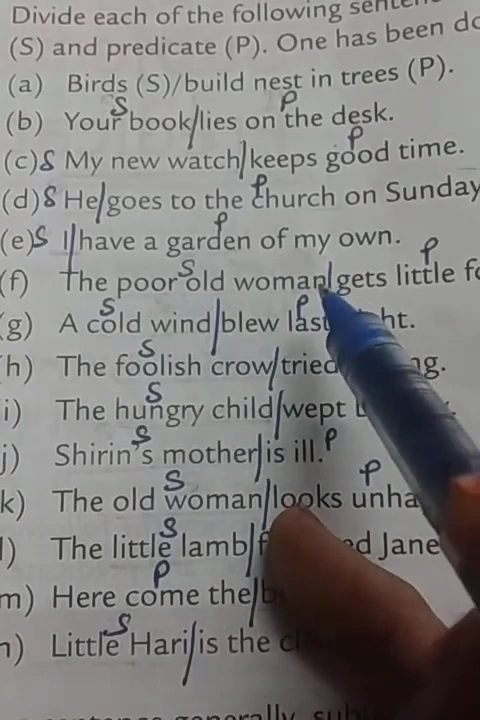 Divide each of the following
(S) and predicate (P). One has been
(a) Birds (S)/build nest in trees (P).
S P
(b) Your book/lies on the desk.
P
(c) S My new watch/keeps good time.
P
(d) S He/goes to the church on Sunday
P
(e) S I/have a garden of my own.
S P
(f) The poor old woman/gets little
S P
(g) A cold wind/blew
S
h) The foolish crow/tried
S
i) The hungry child/wept
S P
j) Shirin's mother/is ill.
S P
k) The old woman/looks
S
l) The little lamb/ Jane
P
m) Here come the/
S
n) Little Hari/is the